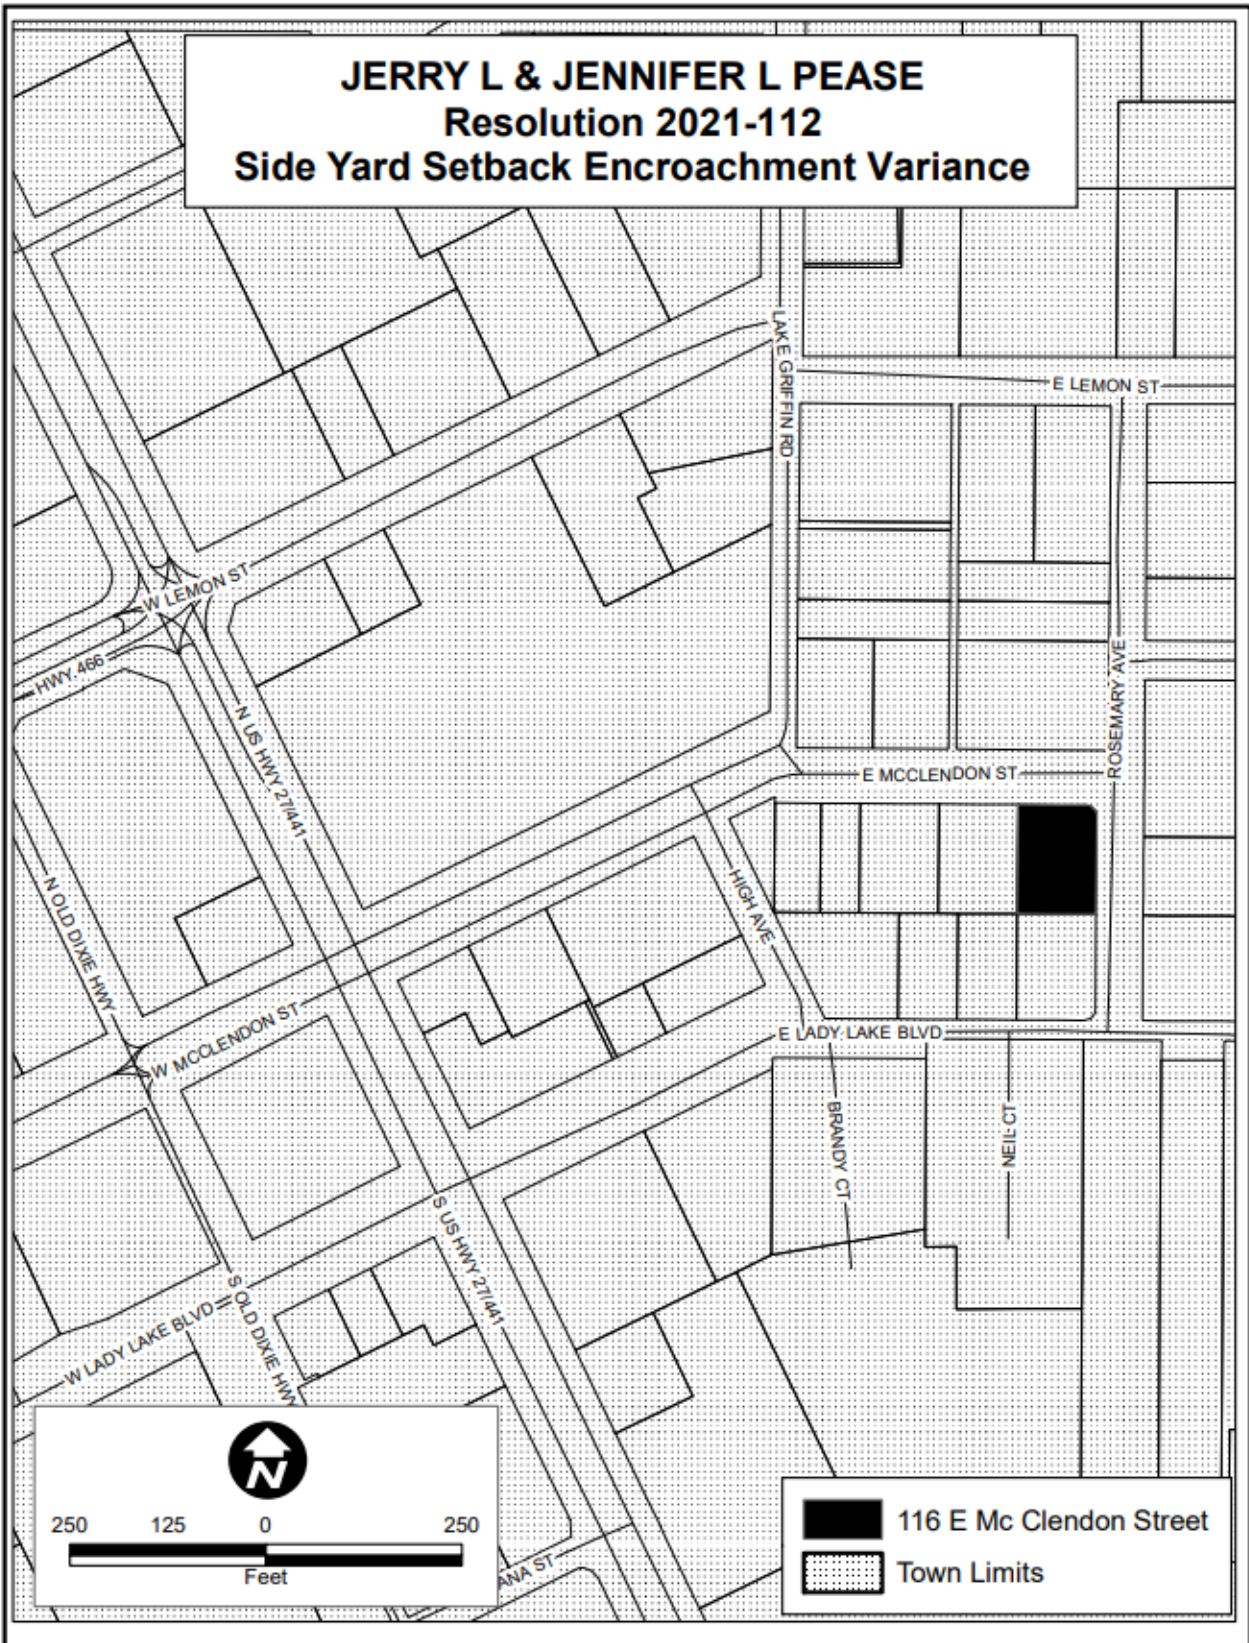 JERRY L & JENNIFER L PEASE
Resolution 2021-112
Side Yard Setback Encroachment Variance
LAKE GRIFFIN RD
E LEMON ST
W LEMON ST
HWY 466
N US HWY 27/441
ROSEMARY AVE
E MCCLENDON ST
N OLD DIXIE HWY
HIGH AVE
W MCCLENDON ST
E LADY LAKE BLVD
BRANDY CT
NEIL CT
S US HWY 27/441
S OLD DIXIE HWY
W LADY LAKE BLVD
N
250 125 0 250
Feet
ANA ST
116 E Mc Clendon Street
Town Limits